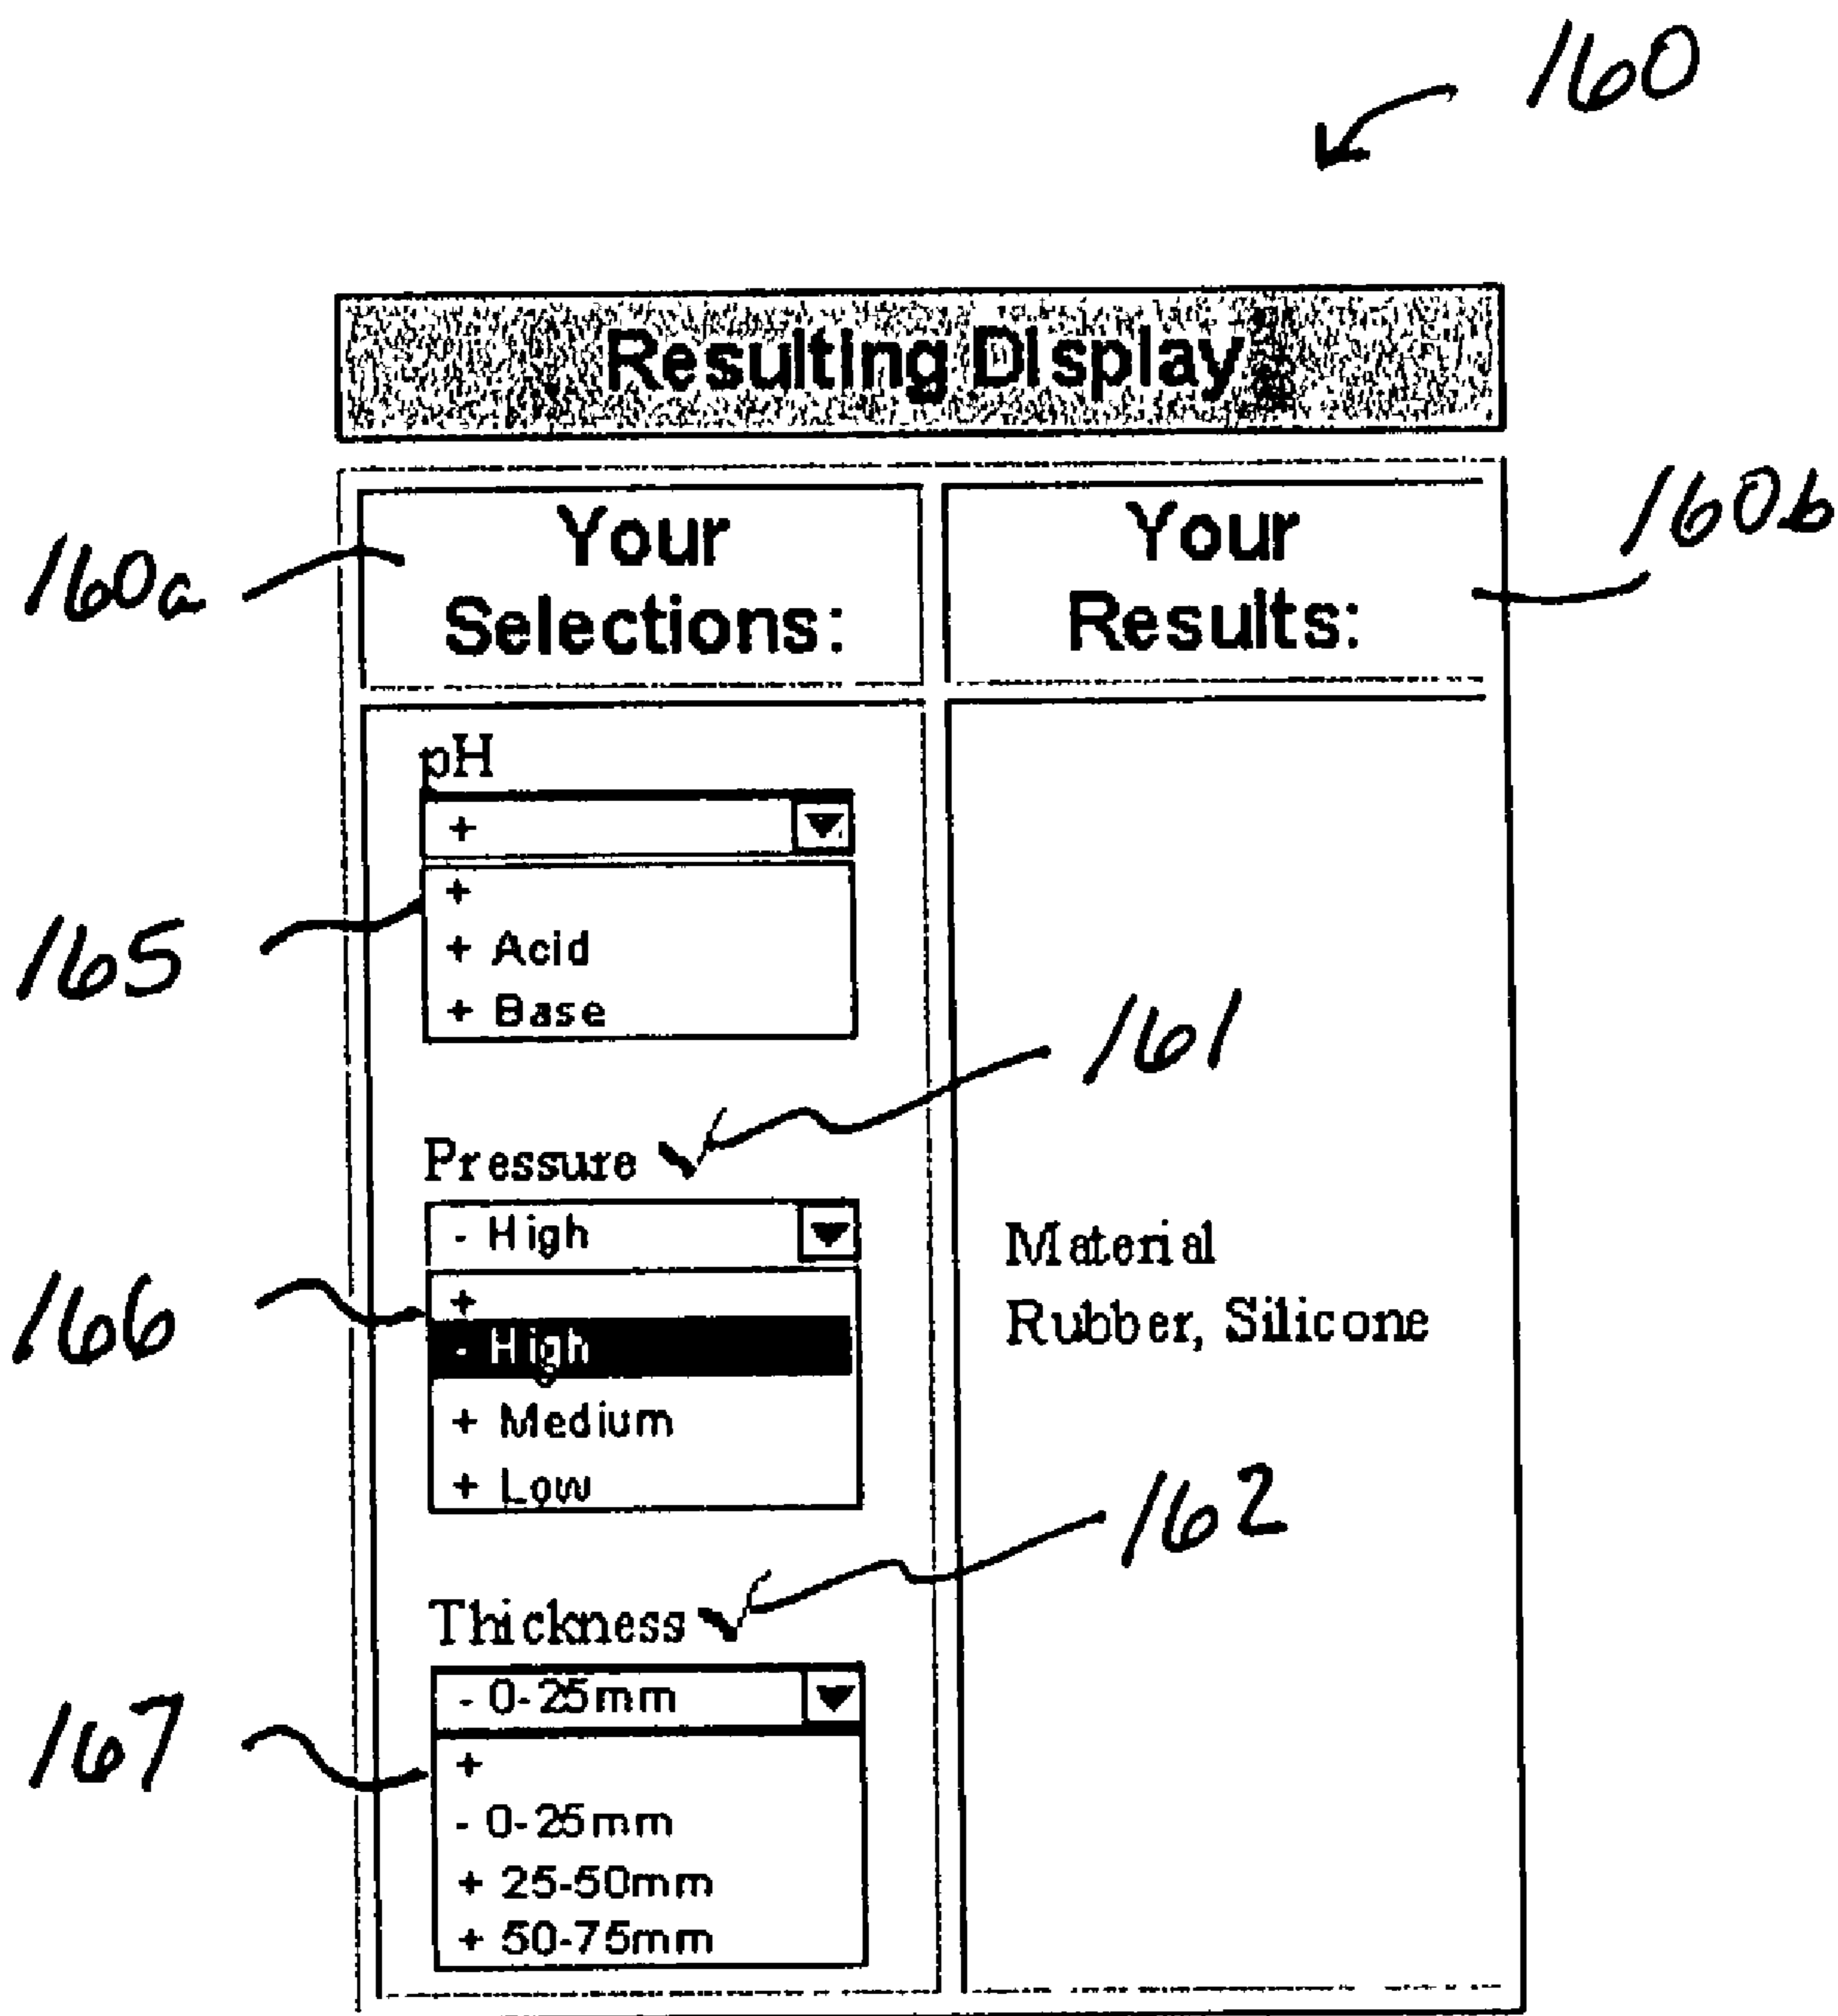 160
Resulting Display
160a
Your
Selections:
Your
Results:
160b
pH
+
+
+ Acid
+ Base
165
161
Pressure ✓
- High
+
- High
+ Medium
+ Low
166
Material
Rubber, Silicone
162
Thickness ✓
- 0-25mm
+
- 0-25mm
+ 25-50mm
+ 50-75mm
167